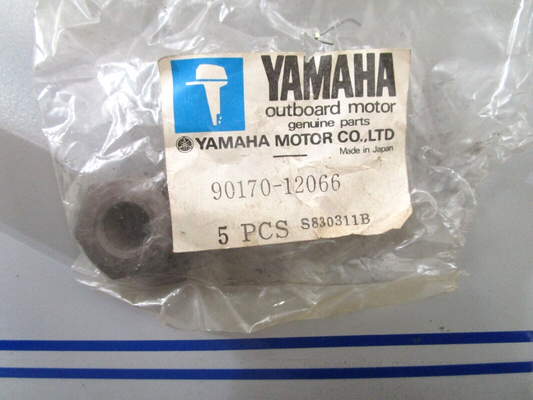 YAMAHA
outboard motor
genuine parts
YAMAHA MOTOR CO.,LTD
Made in Japan
90170-12066
5 PCS S830311B